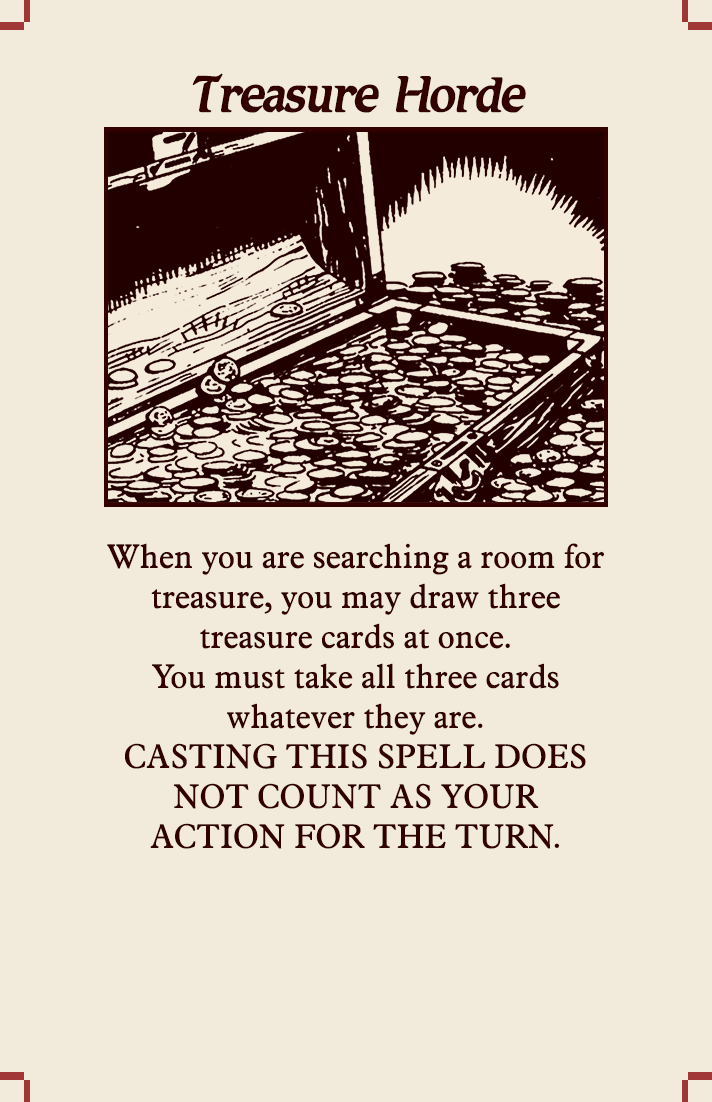 Treasure Horde
When you are searching a room for
treasure, you may draw three
treasure cards at once.
You must take all three cards
whatever they are.
CASTING THIS SPELL DOES
NOT COUNT AS YOUR
ACTION FOR THE TURN.